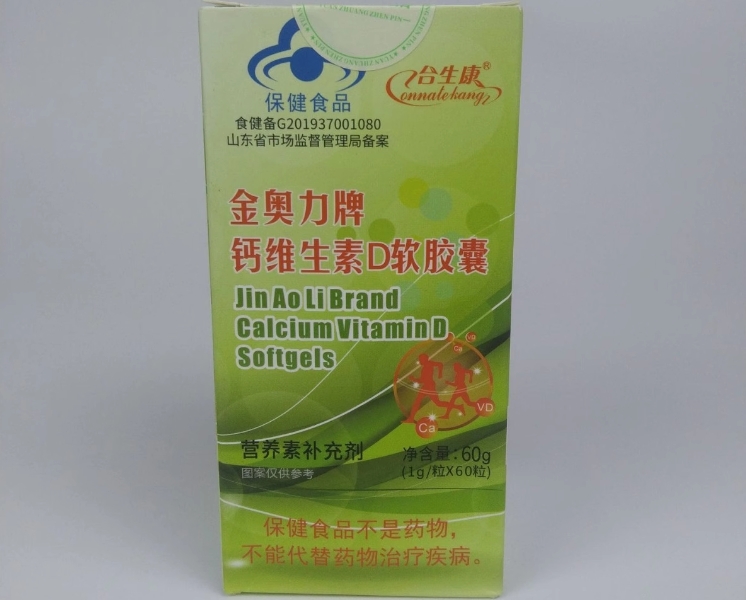 保健食品
食健备G201937001080
山东省市场监督管理局备案
合生康®
onnalekang
金奥力牌
钙维生素D软胶囊
Jin Ao Li Brand
Calcium Vitamin D
Softgels
Ca
VD
营养素补充剂
图案仅供参考
净含量：60g
(1g/粒X60粒)
保健食品不是药物，
不能代替药物治疗疾病。